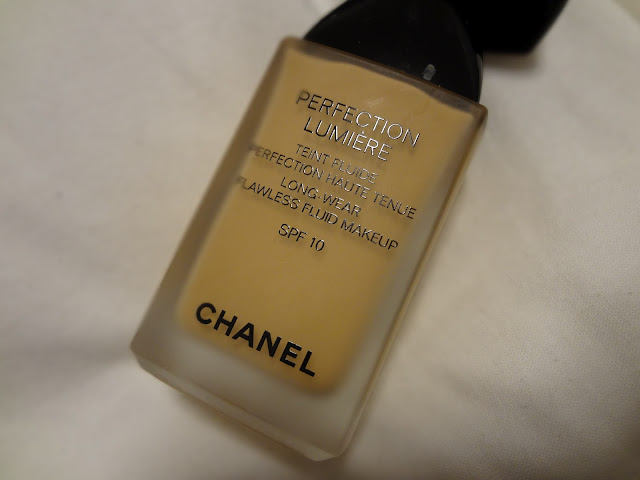 PERFECTION
LUMIÈRE
TEINT FLUIDE
PERFECTION HAUTE TENUE
LONG-WEAR
FLAWLESS FLUID MAKEUP
SPF 10
CHANEL